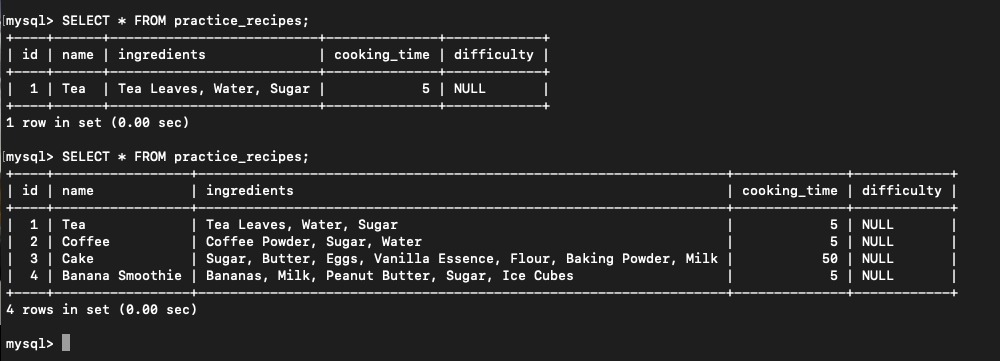 mysql> SELECT * FROM practice_recipes;
+----+------+--------------------------+--------------+------------+
| id | name | ingredients              | cooking_time | difficulty |
+----+------+--------------------------+--------------+------------+
|  1 | Tea  | Tea Leaves, Water, Sugar |            5 | NULL       |
+----+------+--------------------------+--------------+------------+
1 row in set (0.00 sec)
mysql> SELECT * FROM practice_recipes;
+----+-----------------+------------------------------------------------------------------+--------------+------------+
| id | name            | ingredients                                                      | cooking_time | difficulty |
+----+-----------------+------------------------------------------------------------------+--------------+------------+
|  1 | Tea             | Tea Leaves, Water, Sugar                                         |            5 | NULL       |
|  2 | Coffee          | Coffee Powder, Sugar, Water                                      |            5 | NULL       |
|  3 | Cake            | Sugar, Butter, Eggs, Vanilla Essence, Flour, Baking Powder, Milk |           50 | NULL       |
|  4 | Banana Smoothie | Bananas, Milk, Peanut Butter, Sugar, Ice Cubes                   |            5 | NULL       |
+----+-----------------+------------------------------------------------------------------+--------------+------------+
4 rows in set (0.00 sec)
mysql>